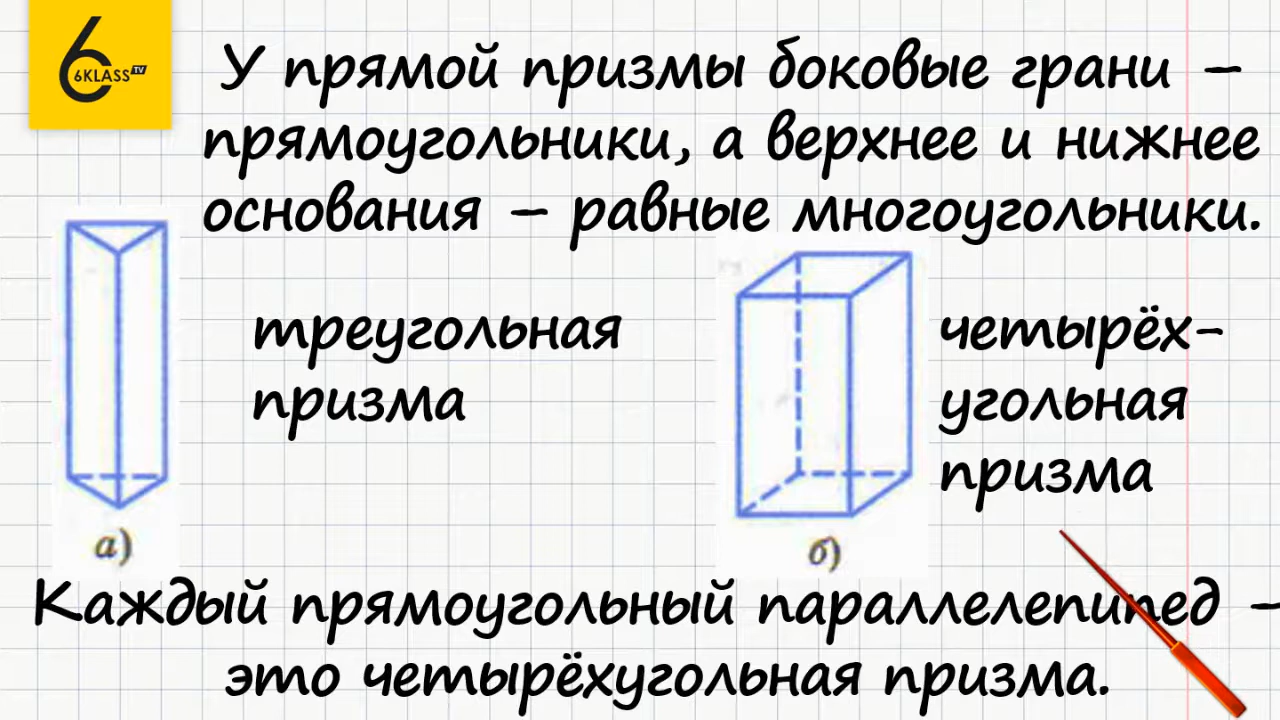 6
6KLASS TV
У прямой призмы боковые грани –
прямоугольники, а верхнее и нижнее
основания – равные многоугольники.
треугольная
призма
четырёх-
угольная
призма
а)
б)
Каждый прямоугольный параллелепипед –
это четырёхугольная призма.